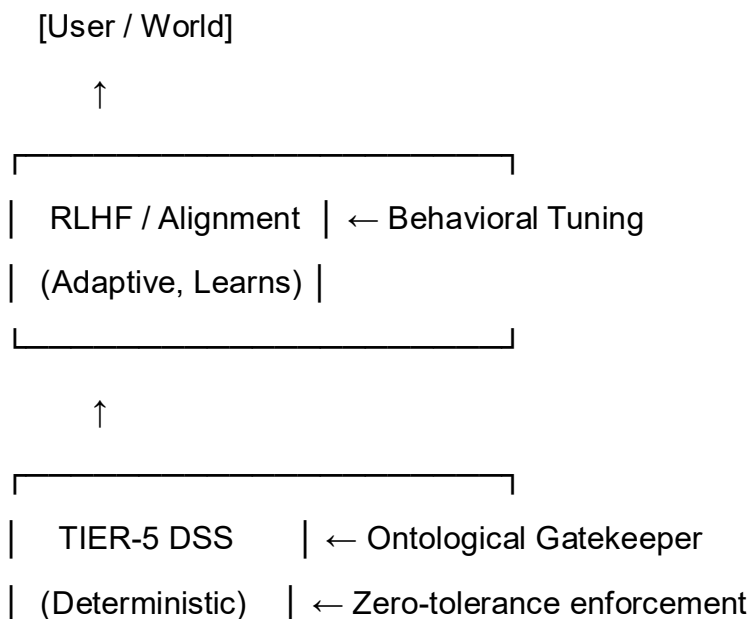 [User / World]
↑
┌─────────────────────┐
│ RLHF / Alignment │ ← Behavioral Tuning
│ (Adaptive, Learns) │
└─────────────────────┘
↑
┌─────────────────────┐
│ TIER-5 DSS │ ← Ontological Gatekeeper
│ (Deterministic) │ ← Zero-tolerance enforcement